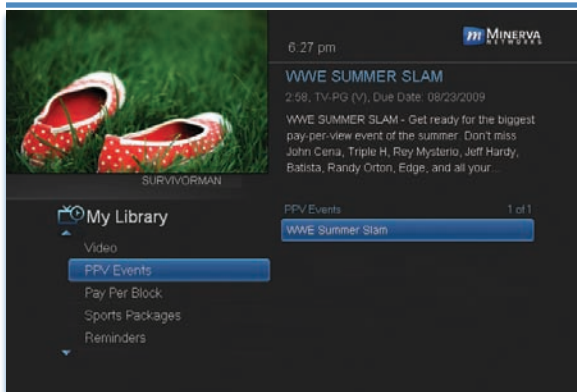 6:27 pm
m MINERVA
NETWORKS
WWE SUMMER SLAM
2:58, TV-PG (V), Due Date: 08/23/2009
WWE SUMMER SLAM - Get ready for the biggest
pay-per-view event of the summer. Don't miss
John Cena, Triple H, Rey Mysterio, Jeff Hardy,
Batista, Randy Orton, Edge, and all your...
SURVIVORMAN
My Library
Video
PPV Events
Pay Per Block
Sports Packages
Reminders
PPV Events 1 of 1
WWE Summer Slam